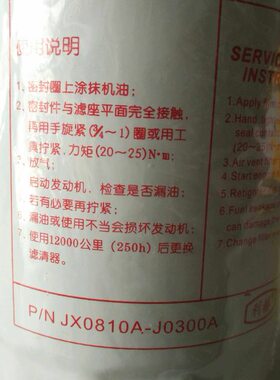 使用说明
1. 密封圈上涂抹机油;
2. 密封件与滤座平面完全接触,
再用手旋紧(¾~1)圈或用工
具拧紧, 力矩(20~25)N·m;
3. 放气
4. 启动发动机, 检查是否漏油;
5. 若有必要再拧紧;
6. 漏油或使用不当会损坏发动机;
7. 使用12000公里(250h)后更换
滤清器。
P/N JX0810A-J0300A
SERVIC
INSTR
1. Apply
2. Hand
seal conta
(20~25)N
3. Air vent
4. Start eng
5. Retigh
6. Fuel
7. Change